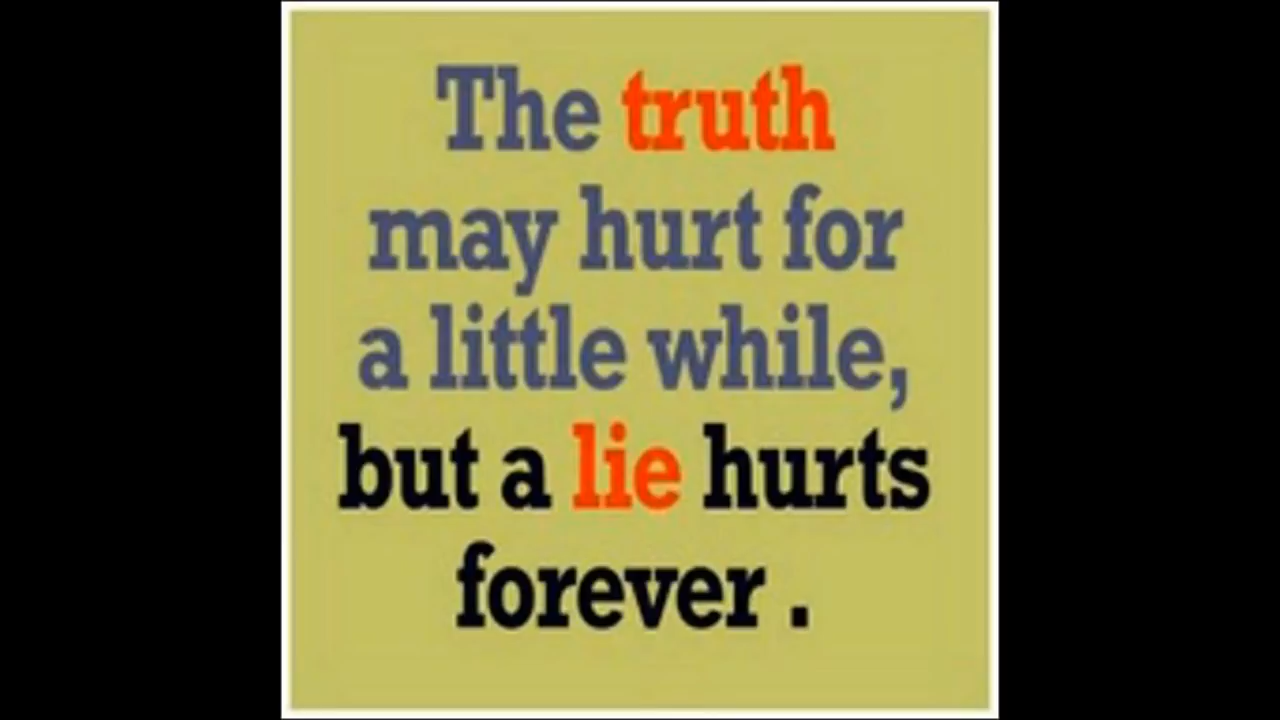 The truth
may hurt for
a little while,
but a lie hurts
forever .